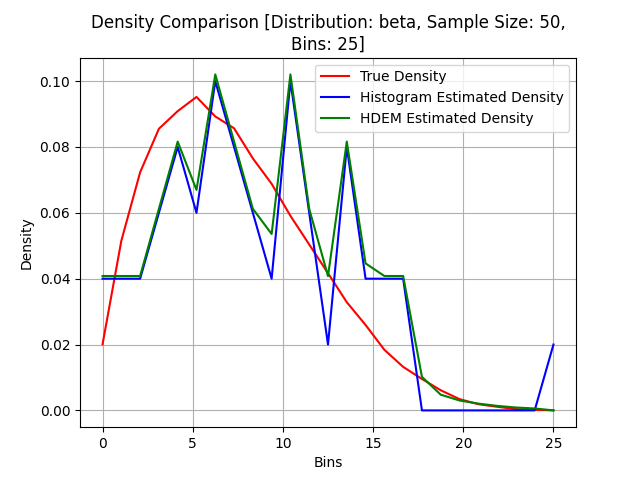 Density Comparison [Distribution: beta, Sample Size: 50,
Bins: 25]
True Density
Histogram Estimated Density
HDEM Estimated Density
Density
0.10
0.08
0.06
0.04
0.02
0.00
0
5
10
15
20
25
Bins